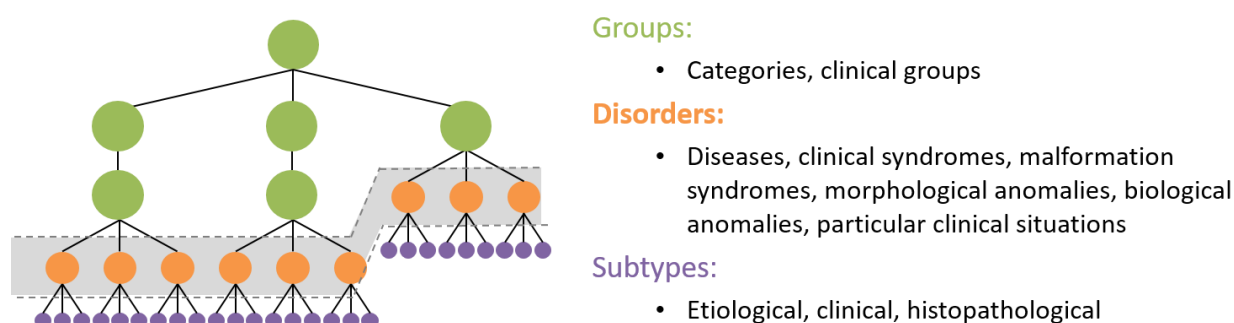 Groups:
• Categories, clinical groups
Disorders:
• Diseases, clinical syndromes, malformation
syndromes, morphological anomalies, biological
anomalies, particular clinical situations
Subtypes:
• Etiological, clinical, histopathological